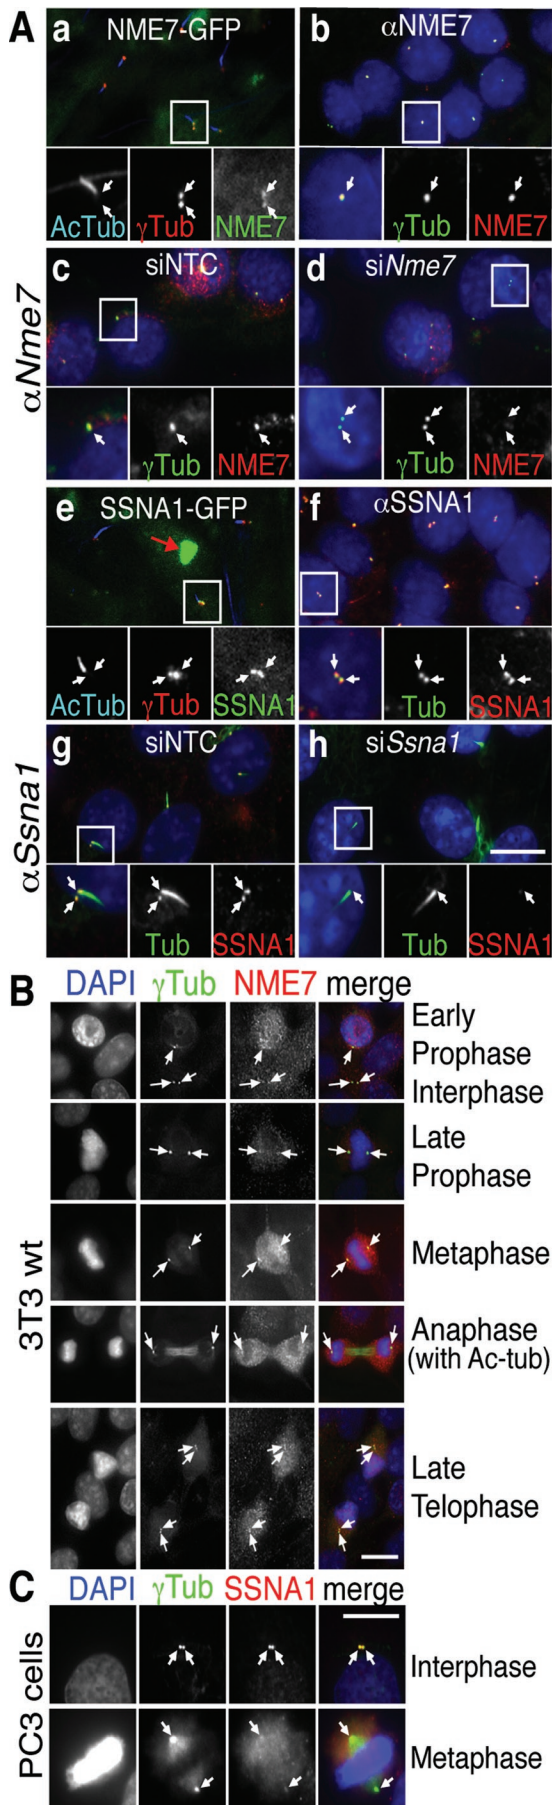 A
a NME7-GFP
b αNME7
AcTub γTub NME7
γTub NME7
αNme7
c siNTC
d siNme7
γTub NME7
γTub NME7
e SSNA1-GFP
f αSSNA1
AcTub γTub SSNA1
Tub SSNA1
αSsna1
g siNTC
h siSsna1
Tub SSNA1
Tub SSNA1
B
DAPI γTub NME7 merge
3T3 wt
Early
Prophase
Interphase
Late
Prophase
Metaphase
Anaphase
(with Ac-tub)
Late
Telophase
C
DAPI γTub SSNA1 merge
PC3 cells
Interphase
Metaphase